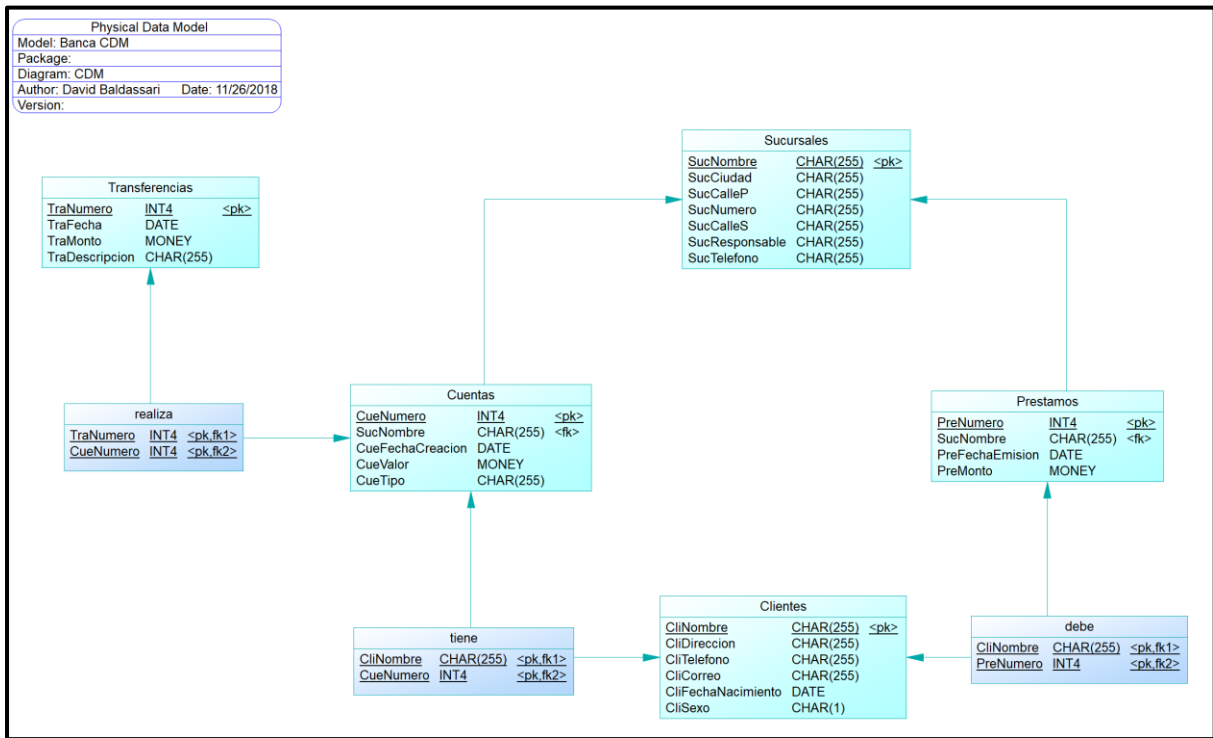 Physical Data Model
Model: Banca CDM
Package:
Diagram: CDM
Author: David Baldassari Date: 11/26/2018
Version:
Sucursales
SucNombre CHAR(255) <pk>
SucCiudad CHAR(255)
SucCalleP CHAR(255)
SucNumero CHAR(255)
SucCalleS CHAR(255)
SucResponsable CHAR(255)
SucTelefono CHAR(255)
Transferencias
TraNumero INT4 <pk>
TraFecha DATE
TraMonto MONEY
TraDescripcion CHAR(255)
realiza
TraNumero INT4 <pk,fk1>
CueNumero INT4 <pk,fk2>
Cuentas
CueNumero INT4 <pk>
SucNombre CHAR(255) <fk>
CueFechaCreacion DATE
CueValor MONEY
CueTipo CHAR(255)
Prestamos
PreNumero INT4 <pk>
SucNombre CHAR(255) <fk>
PreFechaEmision DATE
PreMonto MONEY
tiene
CliNombre CHAR(255) <pk,fk1>
CueNumero INT4 <pk,fk2>
Clientes
CliNombre CHAR(255) <pk>
CliDireccion CHAR(255)
CliTelefono CHAR(255)
CliCorreo CHAR(255)
CliFechaNacimiento DATE
CliSexo CHAR(1)
debe
CliNombre CHAR(255) <pk,fk1>
PreNumero INT4 <pk,fk2>